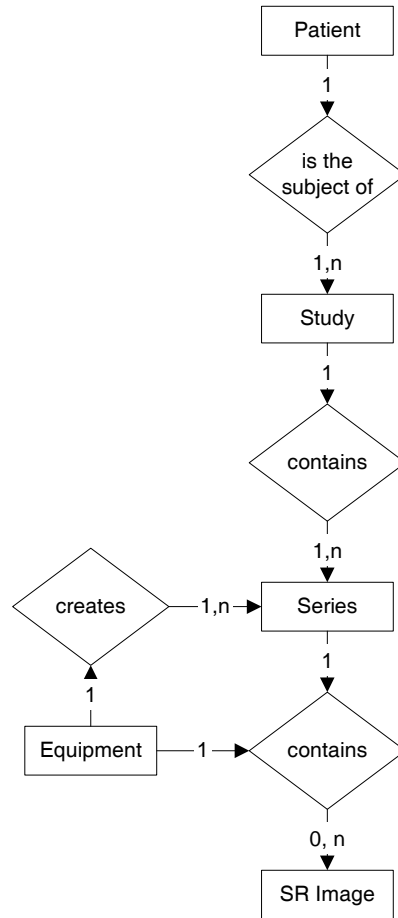 Patient
1
is the
subject of
1,n
Study
1
contains
1,n
creates
1,n
Series
1
1
Equipment
1
contains
0, n
SR Image